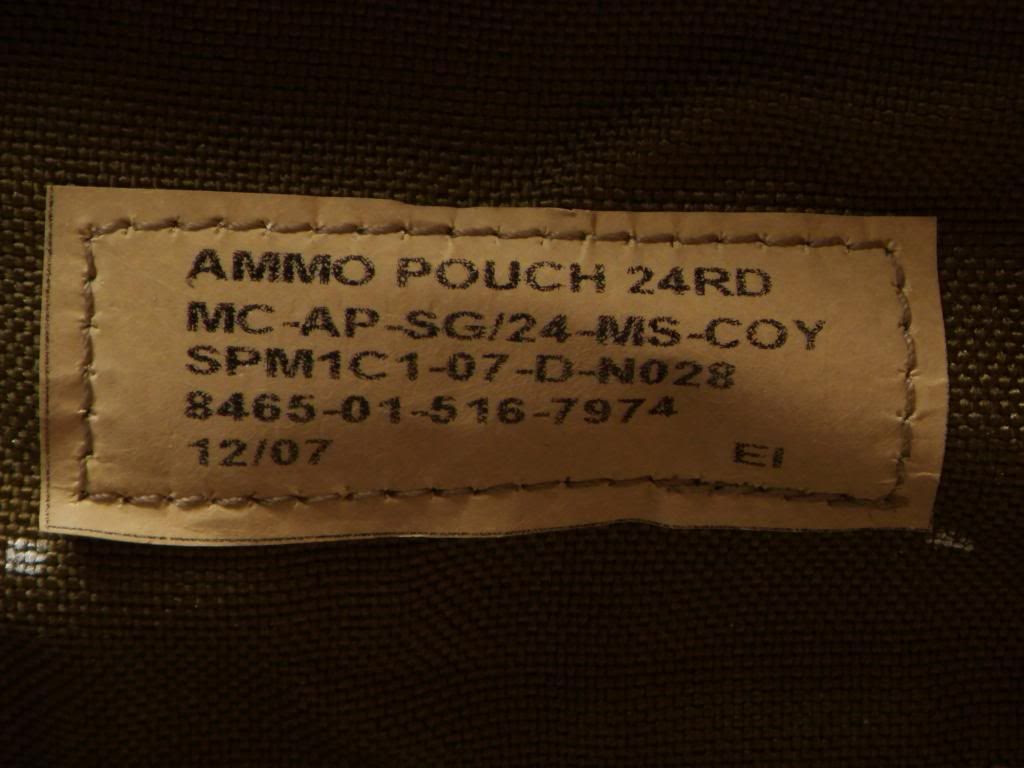 AMMO POUCH 24RD
MC-AP-SG/24-MS-COY
SPM1C1-07-D-N028
8465-01-516-7974
12/07 EI